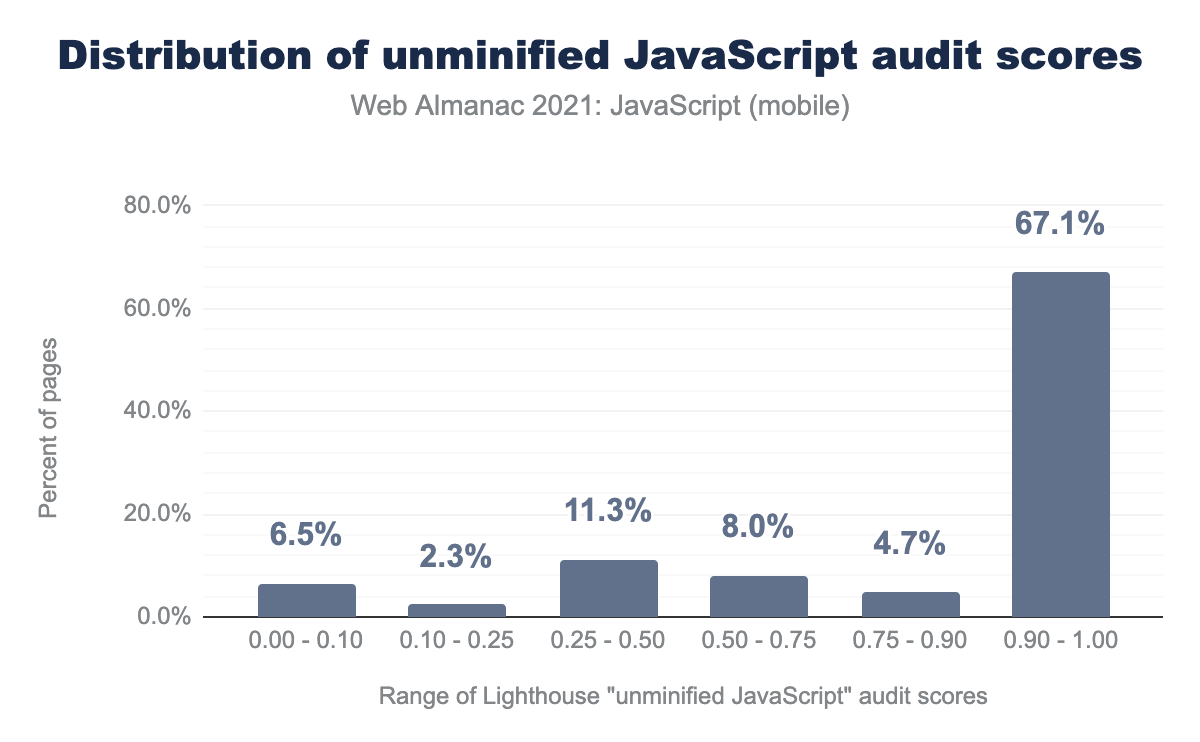 Distribution of unminified JavaScript audit scores
Web Almanac 2021: JavaScript (mobile)
Percent of pages
80.0%
60.0%
40.0%
20.0%
0.0%
6.5%
2.3%
11.3%
8.0%
4.7%
67.1%
0.00 - 0.10
0.10 - 0.25
0.25 - 0.50
0.50 - 0.75
0.75 - 0.90
0.90 - 1.00
Range of Lighthouse "unminified JavaScript" audit scores